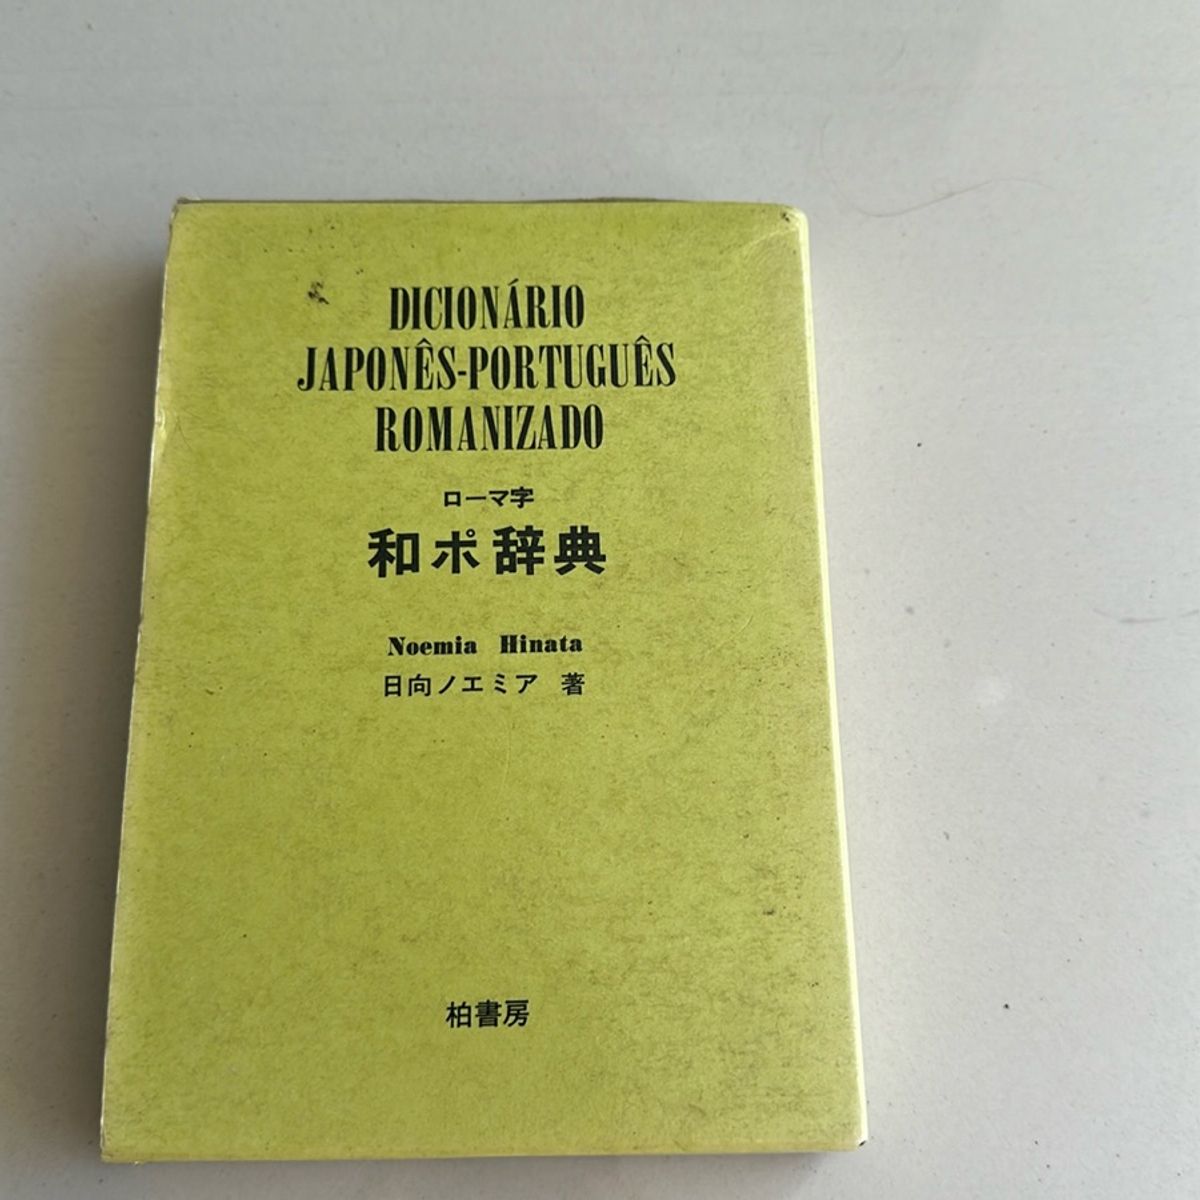 DICIONÁRIO
JAPONÊS-PORTUGUÊS
ROMANIZADO
ローマ字
和ポ辞典
Noemia Hinata
日向ノエミア 著
柏書房